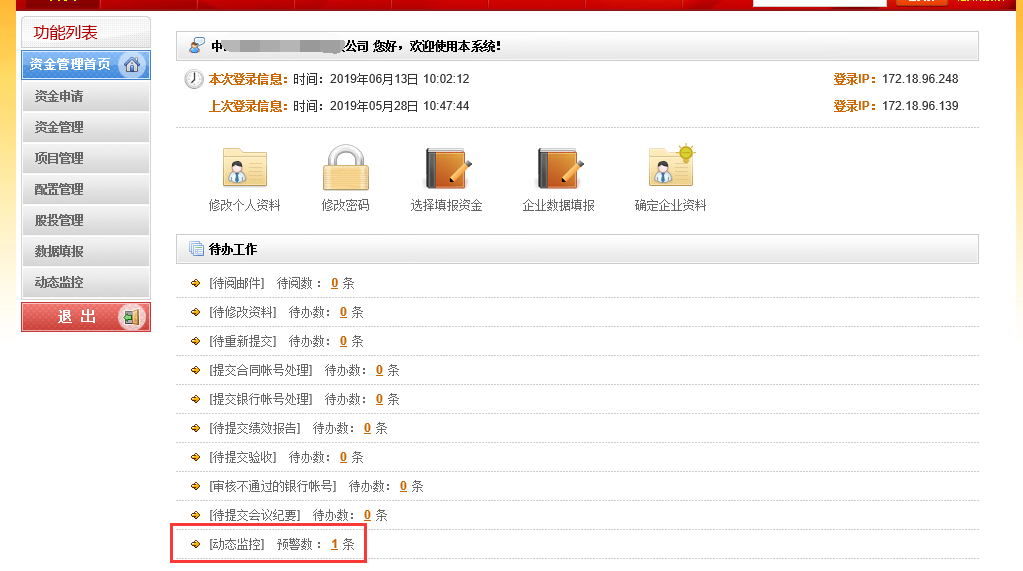 功能列表
资金管理首页
资金申请
资金管理
项目管理
配置管理
股投管理
数据填报
动态监控
退 出
公司 您好，欢迎使用本系统！
本次登录信息：时间：2019年06月13日 10:02:12 登录IP：172.18.96.248
上次登录信息：时间：2019年05月28日 10:47:44 登录IP：172.18.96.139
修改个人资料 修改密码 选择填报资金 企业数据填报 确定企业资料
待办工作
[待阅邮件] 待阅数： 0 条
[待修改资料] 待办数： 0 条
[待重新提交] 待办数： 0 条
[提交合同帐号处理] 待办数： 0 条
[提交银行帐号处理] 待办数： 0 条
[待提交绩效报告] 待办数： 0 条
[待提交验收] 待办数： 0 条
[审核不通过的银行帐号] 待办数： 0 条
[待提交会议纪要] 待办数： 0 条
[动态监控] 预警数： 1 条